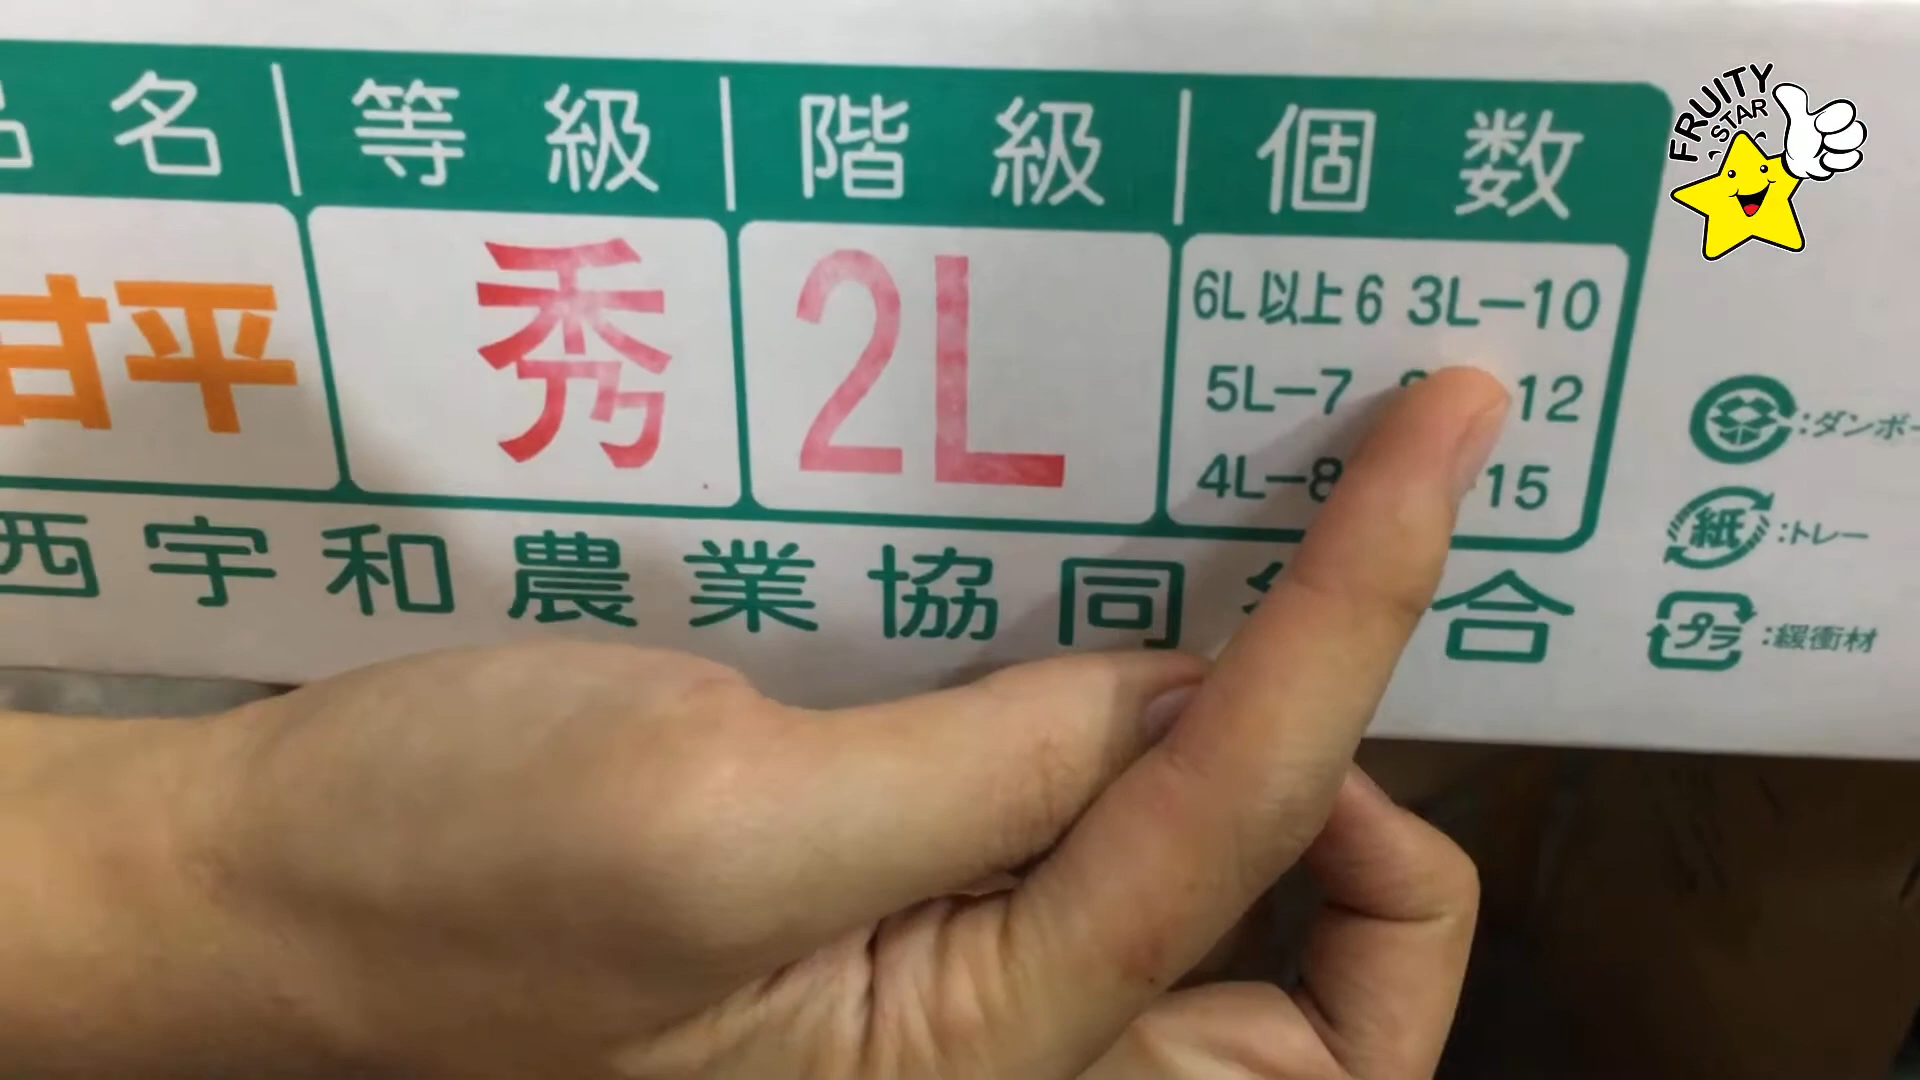 名 等級 階級 個数
甘平 秀 2L
6L以上6 3L-10
5L-7 12
4L-8 15
西宇和農業協同 合
:ダンボー
紙:トレー
プラ:緩衝材
FRUITY
STAR